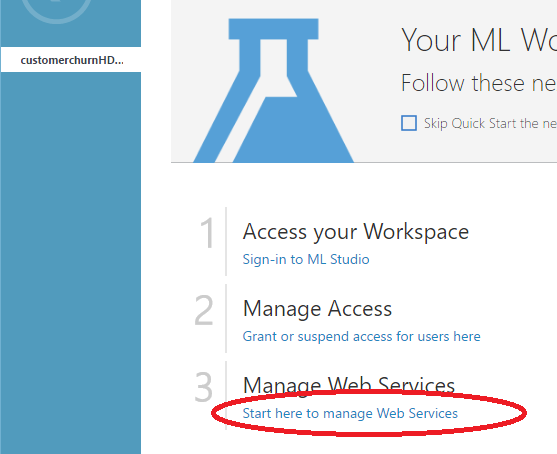 customerchurnHD...
Your ML Wo
Follow these ne
Skip Quick Start the ne
1
Access your Workspace
Sign-in to ML Studio
2
Manage Access
Grant or suspend access for users here
3
Manage Web Services
Start here to manage Web Services